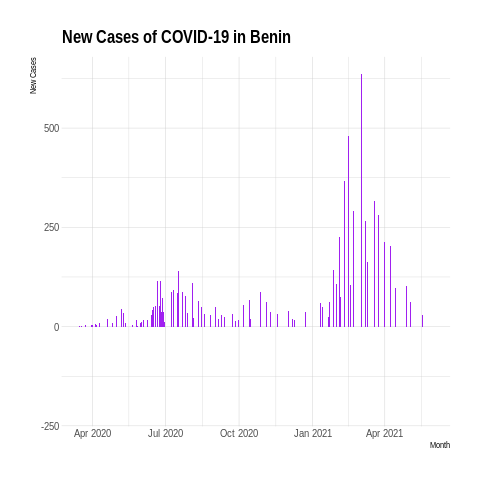 New Cases of COVID-19 in Benin
New Cases
500
250
0
-250
Apr 2020 Jul 2020 Oct 2020 Jan 2021 Apr 2021
Month